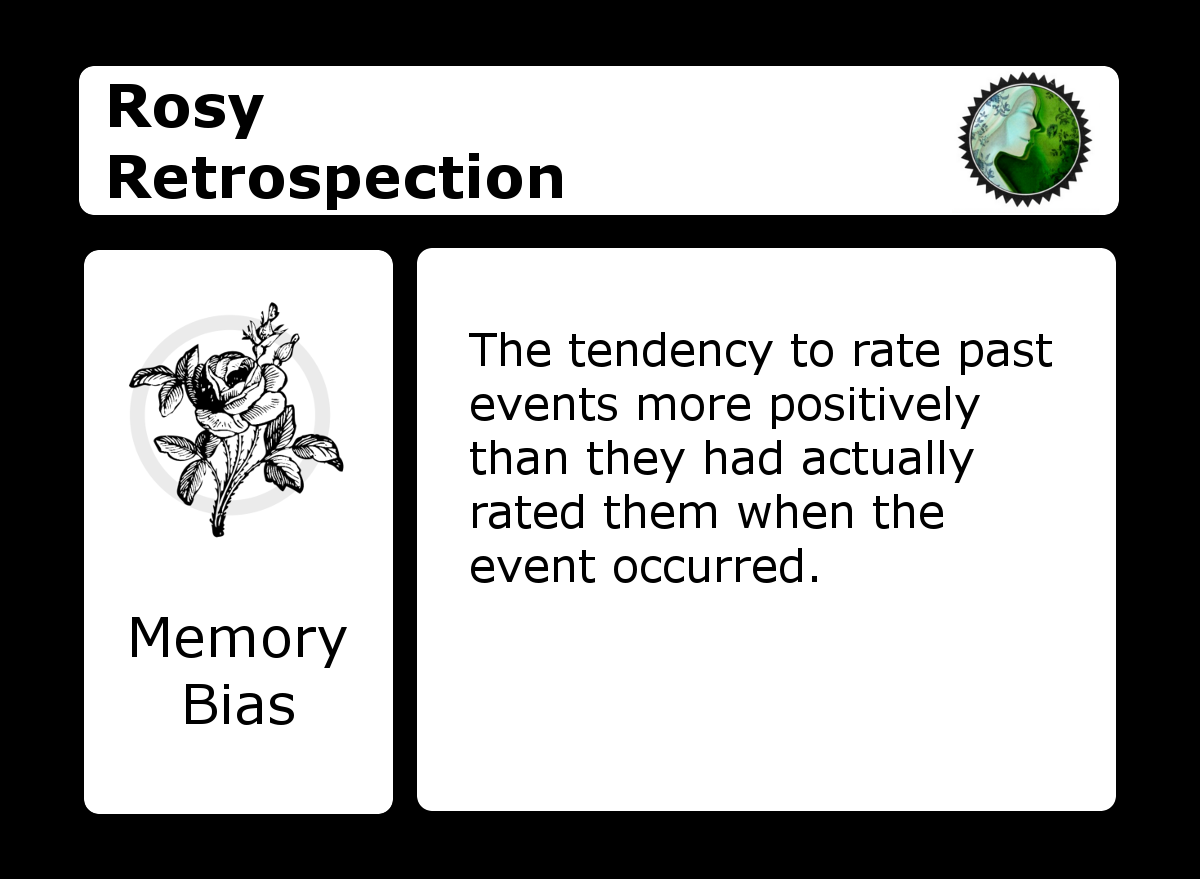 Rosy
Retrospection
The tendency to rate past
events more positively
than they had actually
rated them when the
event occurred.
Memory
Bias